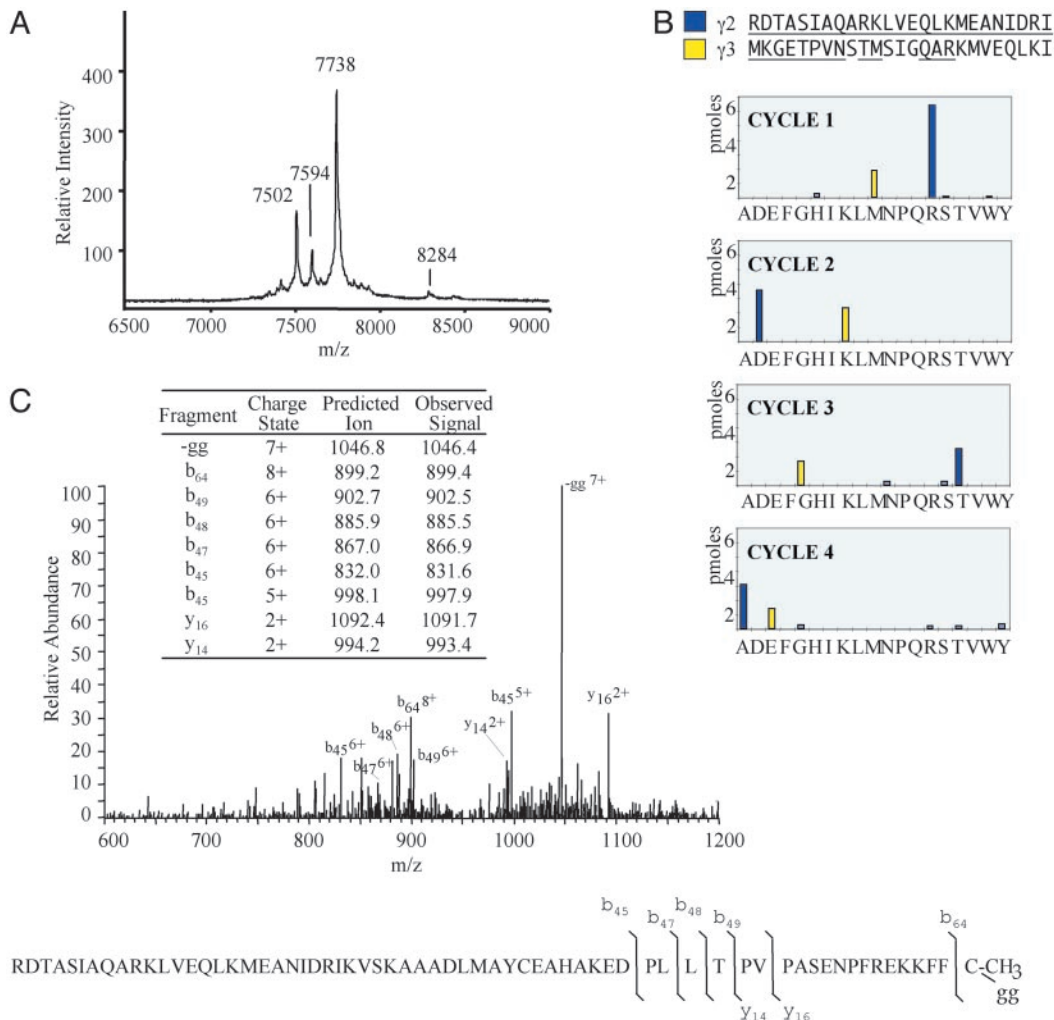 A
Relative Intensity
400
300
200
100
7738
7594
7502
8284
6500 7000 7500 8000 8500 9000
m/z
B
γ2 RDTASIAQARKLVEQLKMEANIDRI
γ3 MKGETPVNSTMSIGQARKMVEQLKI
pmoles
6
4
2
CYCLE 1
ADEFGHIKLMNPQRSTVWY
pmoles
6
4
2
CYCLE 2
ADEFGHIKLMNPQRSTVWY
pmoles
6
4
2
CYCLE 3
ADEFGHIKLMNPQRSTVWY
pmoles
6
4
2
CYCLE 4
ADEFGHIKLMNPQRSTVWY
C
Fragment Charge State Predicted Ion Observed Signal
-gg 7+ 1046.8 1046.4
b64 8+ 899.2 899.4
b49 6+ 902.7 902.5
b48 6+ 885.9 885.5
b47 6+ 867.0 866.9
b45 6+ 832.0 831.6
b45 5+ 998.1 997.9
y16 2+ 1092.4 1091.7
y14 2+ 994.2 993.4
Relative Abundance
100
90
80
70
60
50
40
30
20
10
0
-gg 7+
b64 8+
b45 5+
y16 2+
b48 6+
y14 2+
b45 6+
b47 6+
b49 6+
600 700 800 900 1000 1100 1200
m/z
b45 b47 b48 b49 b64
RDTASIAQARKLVEQLKMEANIDRIKVSKAAADLMAYCEAHAKED PL L T PV PASENPFREKKFF C-CH3
gg
y14 y16